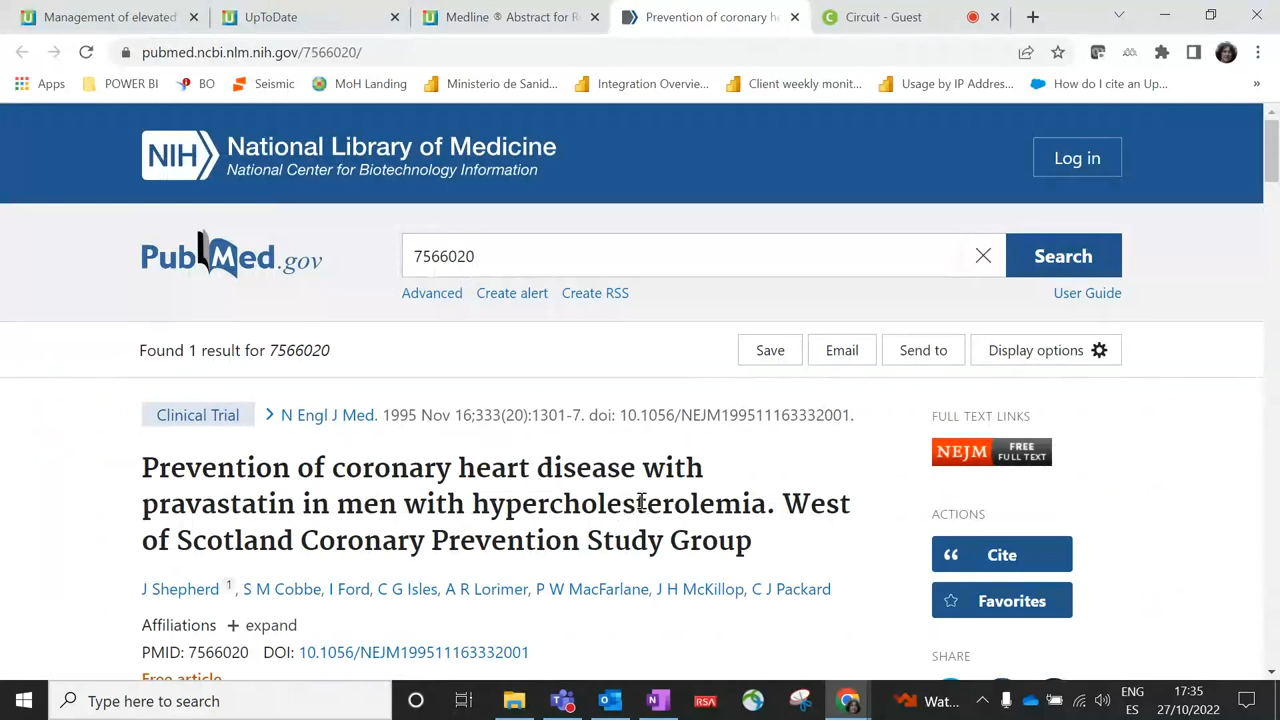 Management of elevated
UpToDate
Medline ® Abstract for R
Prevention of coronary he
Circuit - Guest
pubmed.ncbi.nlm.nih.gov/7566020/
Apps
POWER BI
BO
Seismic
MoH Landing
Ministerio de Sanid...
Integration Overvie...
Client weekly monit...
Usage by IP Address...
How do I cite an Up...
»
NIH
National Library of Medicine
National Center for Biotechnology Information
Log in
PubMed.gov
7566020
Search
Advanced
Create alert
Create RSS
User Guide
Found 1 result for 7566020
Save
Email
Send to
Display options
Clinical Trial
N Engl J Med. 1995 Nov 16;333(20):1301-7. doi: 10.1056/NEJM199511163332001.
FULL TEXT LINKS
NEJM FREE FULL TEXT
Prevention of coronary heart disease with
pravastatin in men with hypercholesterolemia. West
of Scotland Coronary Prevention Study Group
ACTIONS
Cite
Favorites
J Shepherd 1, S M Cobbe, I Ford, C G Isles, A R Lorimer, P W MacFarlane, J H McKillop, C J Packard
Affiliations + expand
PMID: 7566020 DOI: 10.1056/NEJM199511163332001
Free article
SHARE
Type here to search
RSA
Wat...
ENG
ES
17:35
27/10/2022